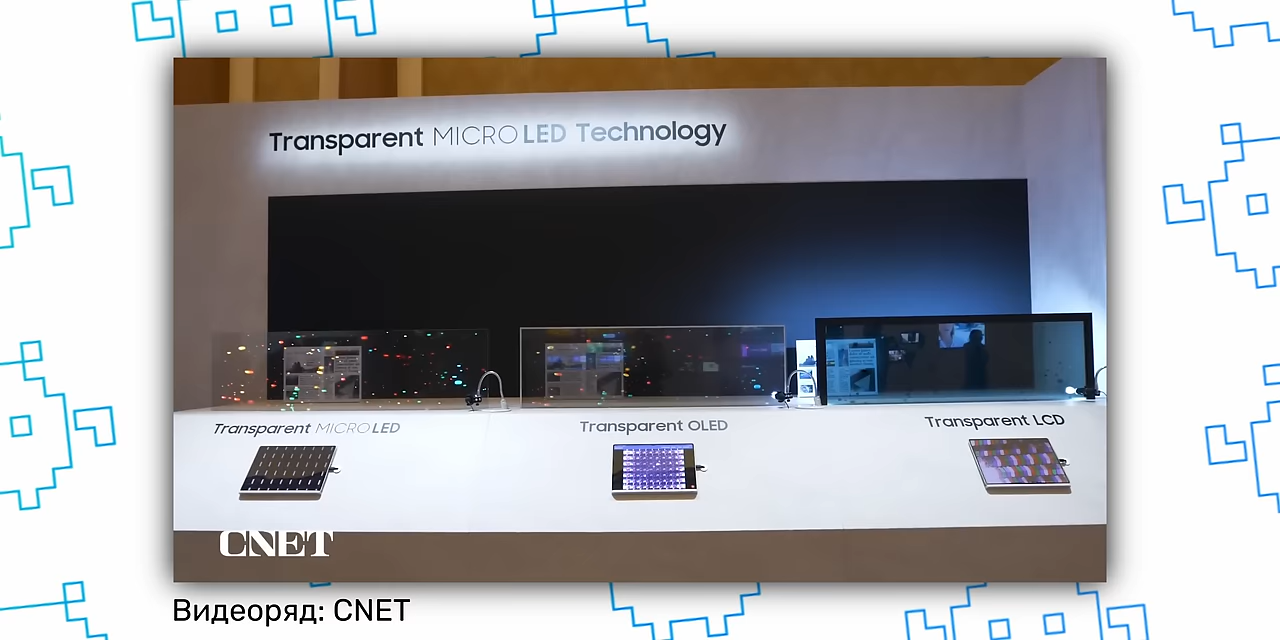 Transparent MICRO LED Technology
Transparent MICRO LED
Transparent OLED
Transparent LCD
CNET
Видеоряд: CNET